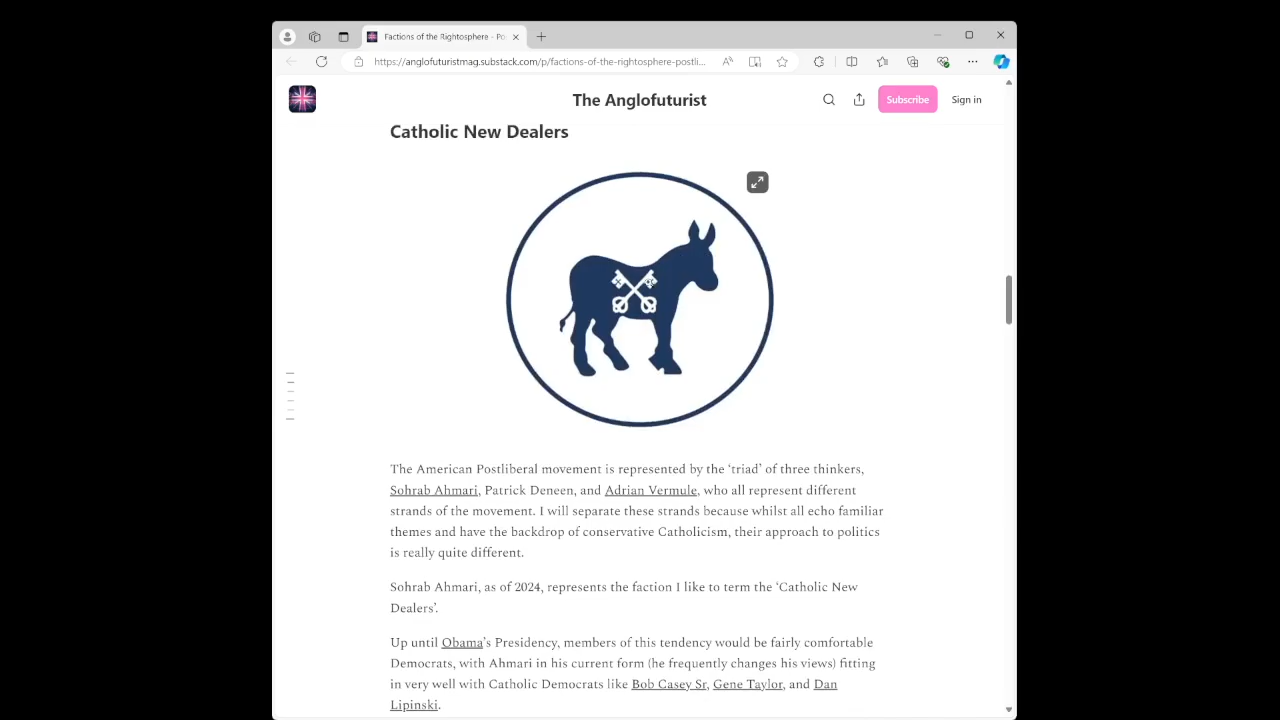 Factions of the Rightosphere - Po
https://anglofuturistmag.substack.com/p/factions-of-the-rightosphere-postli...
The Anglofuturist
Subscribe
Sign in
Catholic New Dealers
The American Postliberal movement is represented by the ‘triad’ of three thinkers,
Sohrab Ahmari, Patrick Deneen, and Adrian Vermule, who all represent different
strands of the movement. I will separate these strands because whilst all echo familiar
themes and have the backdrop of conservative Catholicism, their approach to politics
is really quite different.
Sohrab Ahmari, as of 2024, represents the faction I like to term the ‘Catholic New
Dealers’.
Up until Obama’s Presidency, members of this tendency would be fairly comfortable
Democrats, with Ahmari in his current form (he frequently changes his views) fitting
in very well with Catholic Democrats like Bob Casey Sr, Gene Taylor, and Dan
Lipinski.